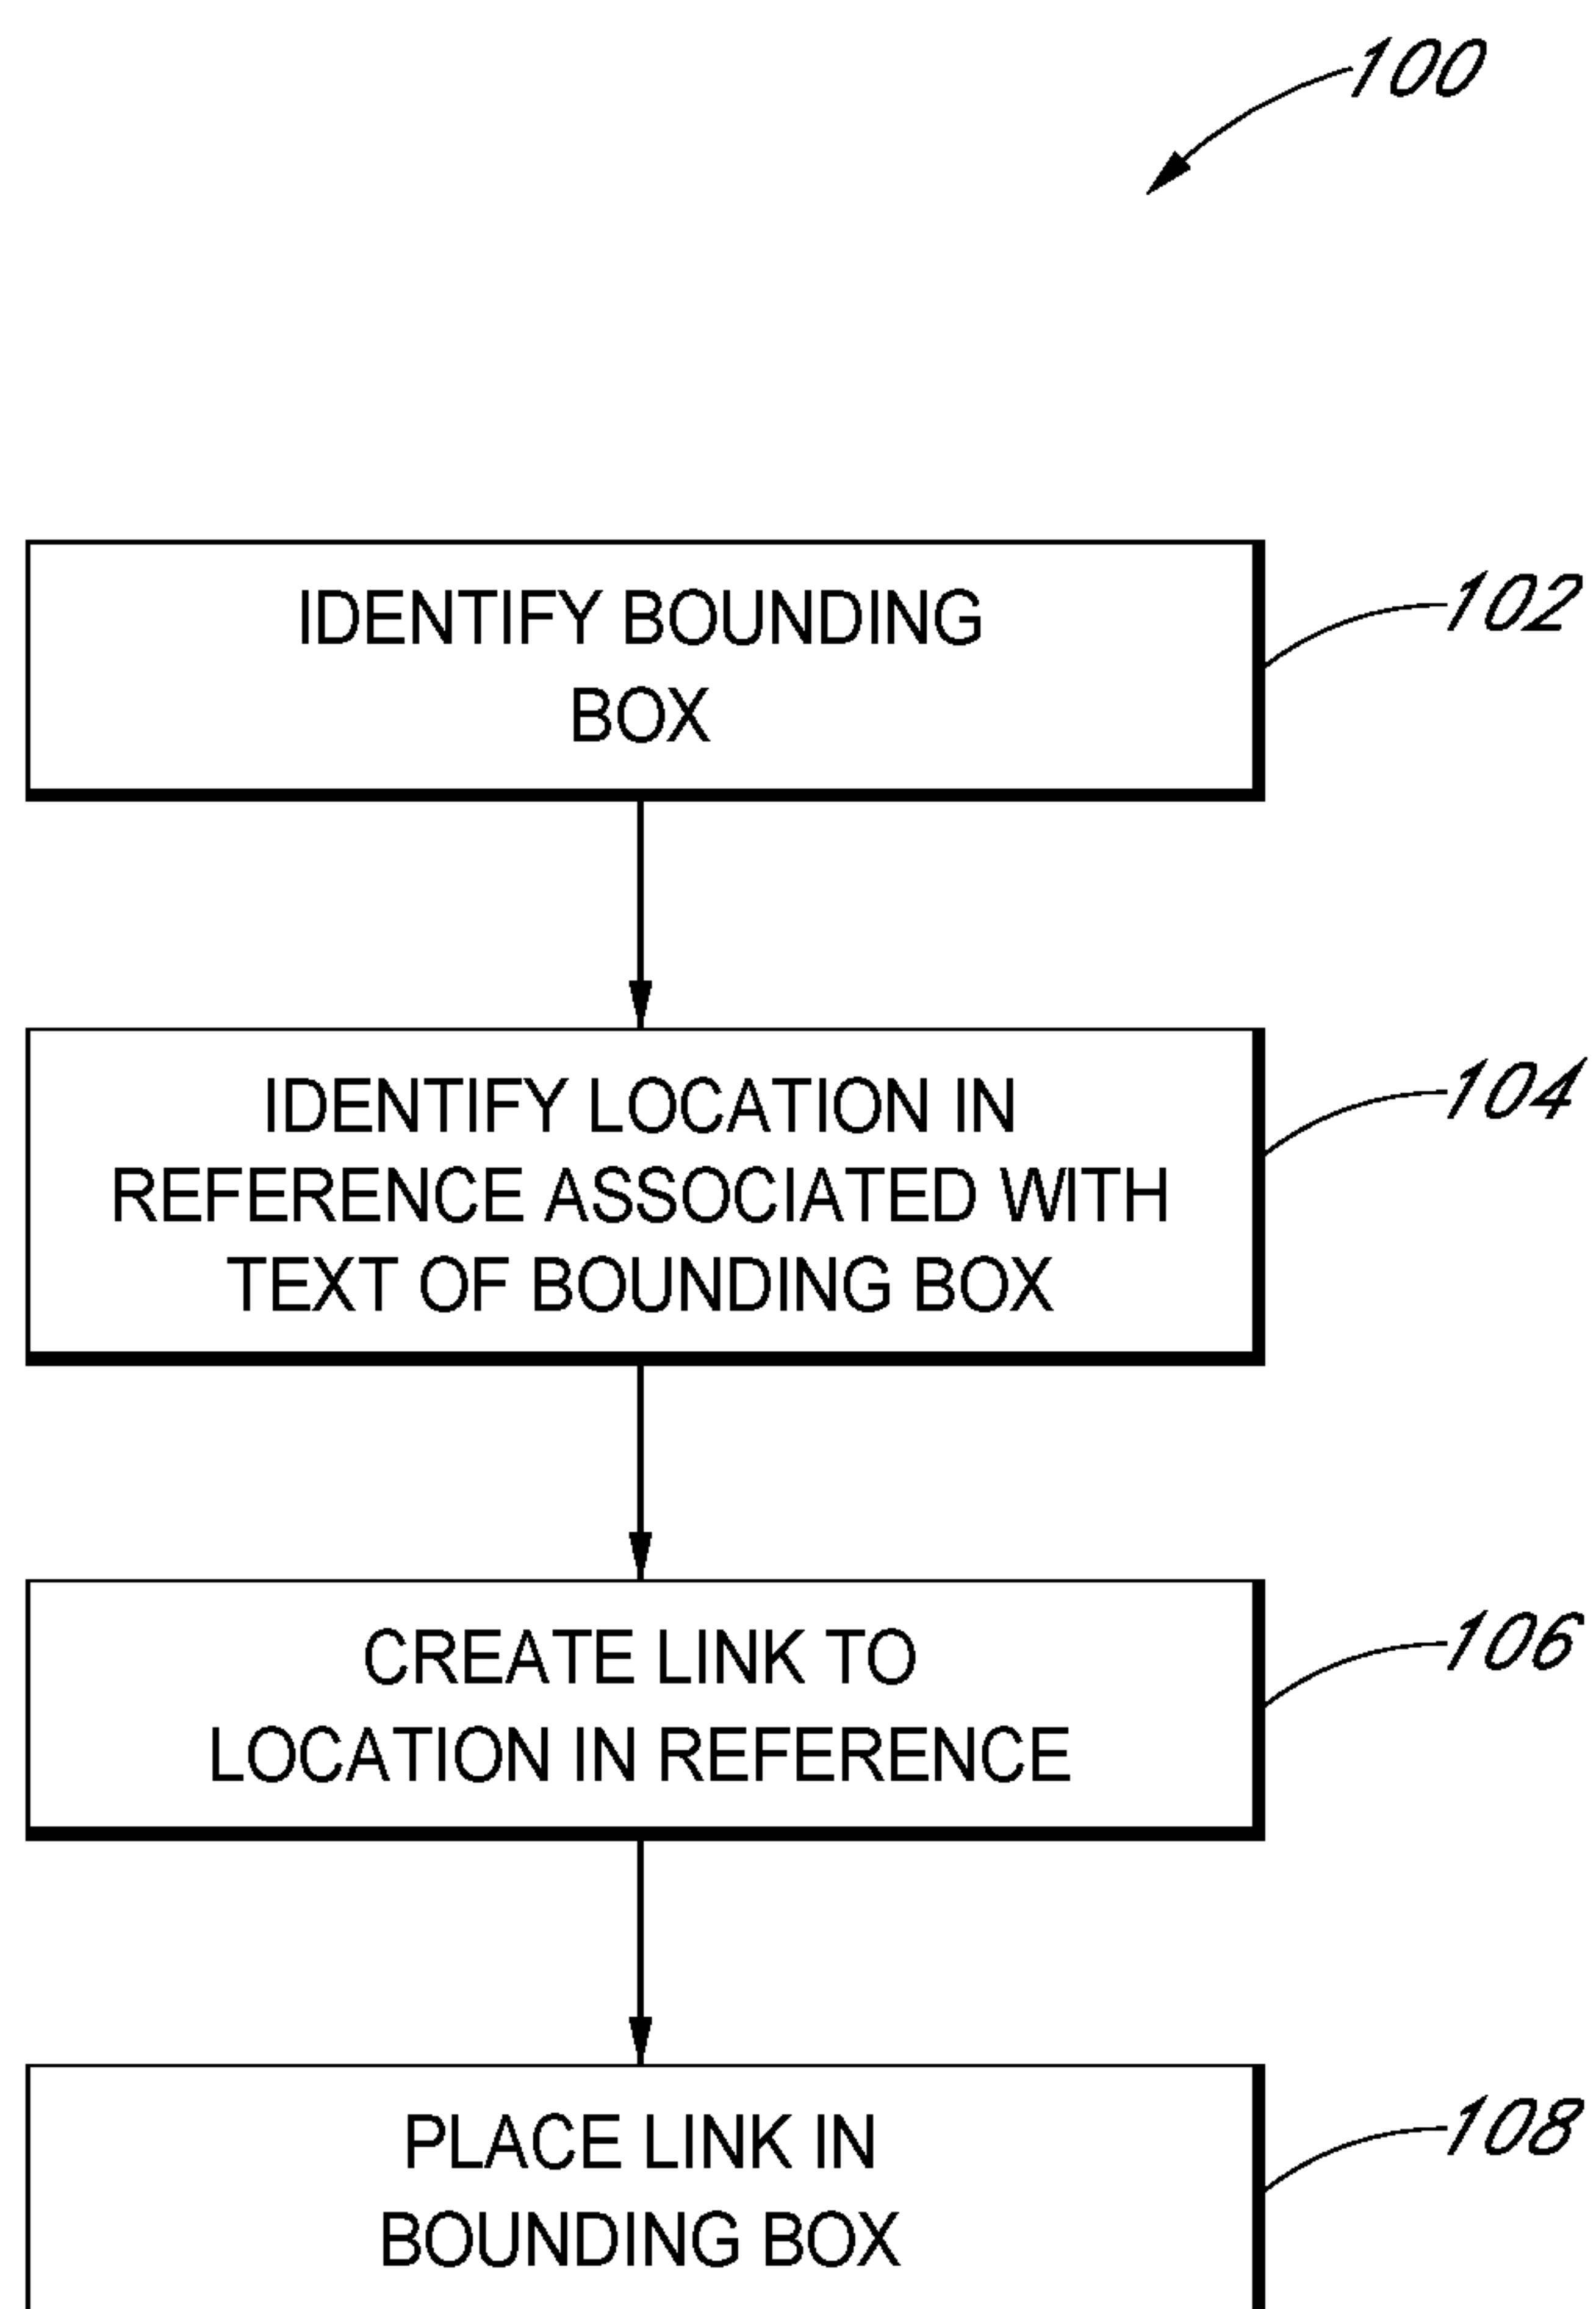 100
IDENTIFY BOUNDING
BOX
102
IDENTIFY LOCATION IN
REFERENCE ASSOCIATED WITH
TEXT OF BOUNDING BOX
104
CREATE LINK TO
LOCATION IN REFERENCE
106
PLACE LINK IN
BOUNDING BOX
108